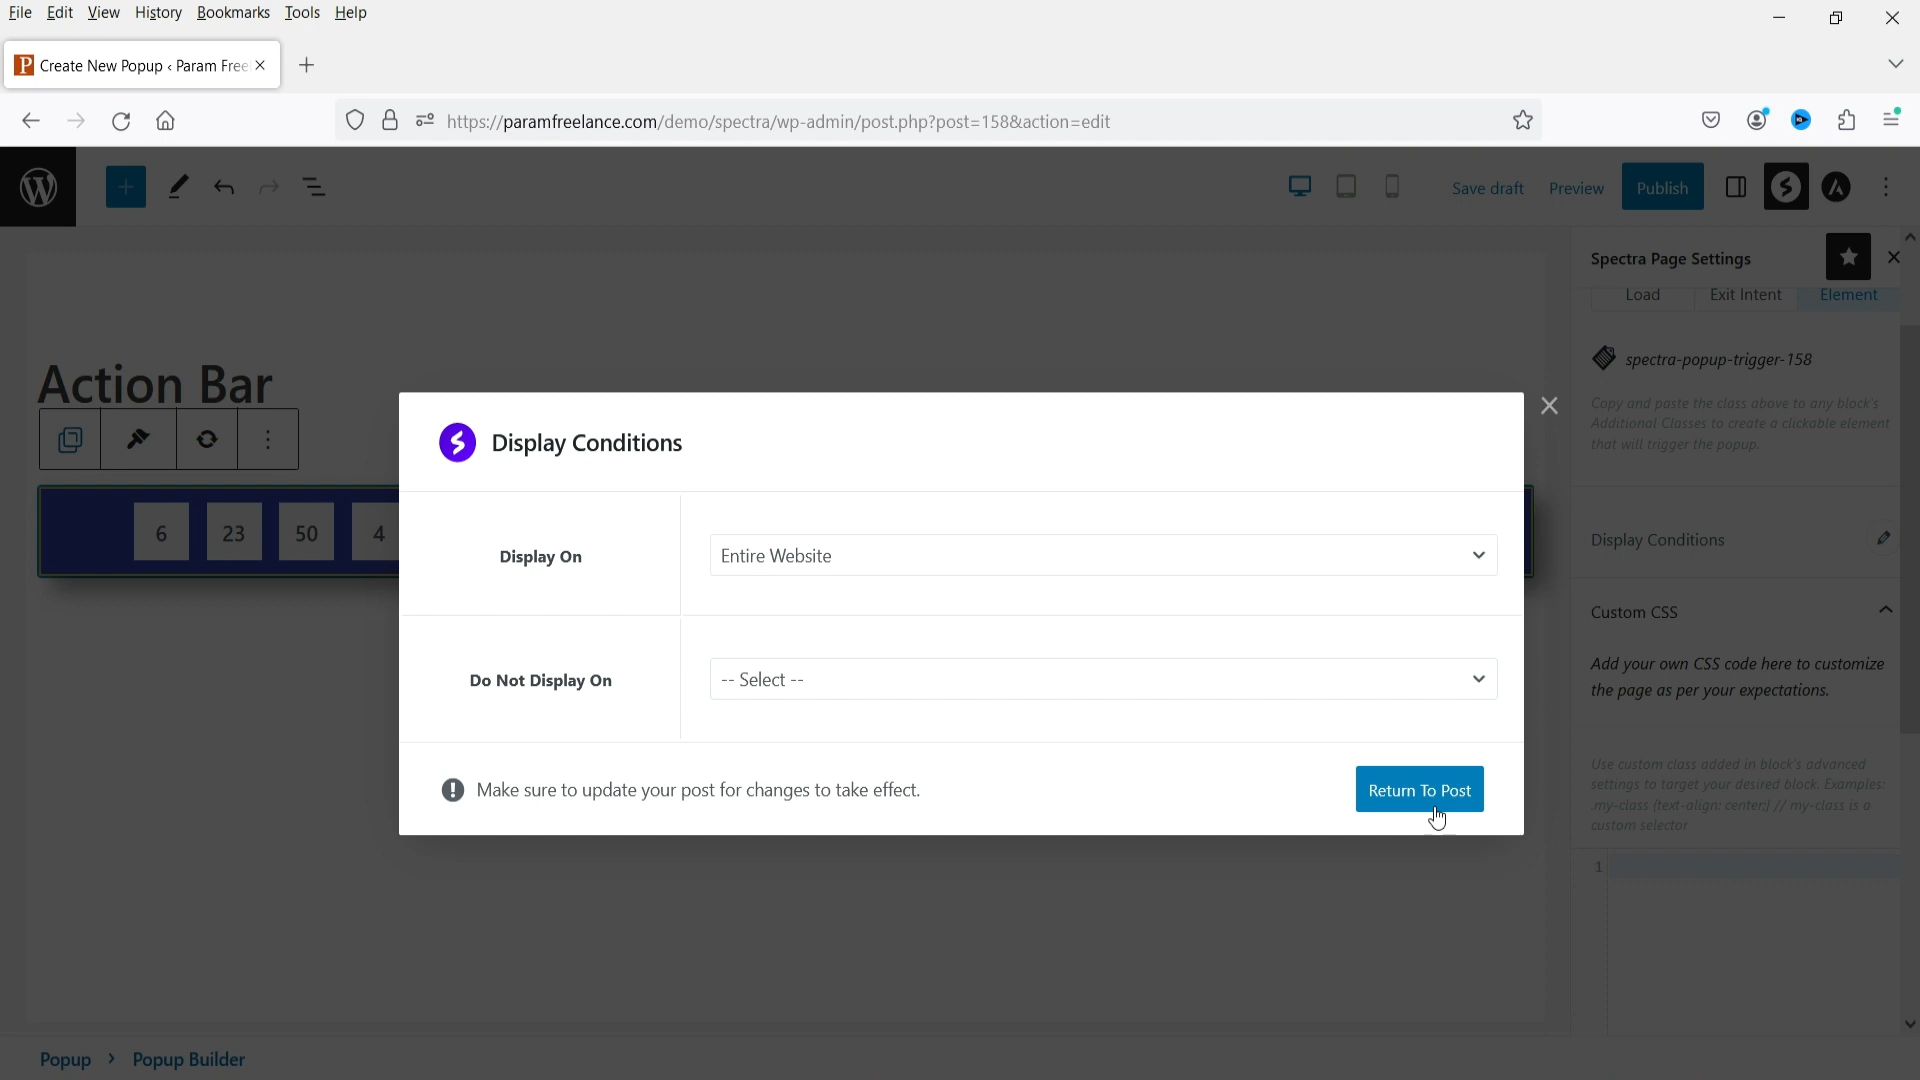 File Edit View History Bookmarks Tools Help
Create New Popup ‹ Param Free
https://paramfreelance.com/demo/spectra/wp-admin/post.php?post=158&action=edit
Save draft Preview Publish
Spectra Page Settings
Load Exit Intent Element
spectra-popup-trigger-158
Copy and paste the class above to any block's
Additional Classes to create a clickable element
that will trigger the popup.
Action Bar
6 23 50 4
Display Conditions
Display On Entire Website
Do Not Display On -- Select --
Make sure to update your post for changes to take effect.
Return To Post
Display Conditions
Custom CSS
Add your own CSS code here to customize
the page as per your expectations.
Use custom class added in block's advanced
settings to target your desired block. Examples:
.my-class {text-align: center;} // my-class is a
custom selector
1
Popup › Popup Builder